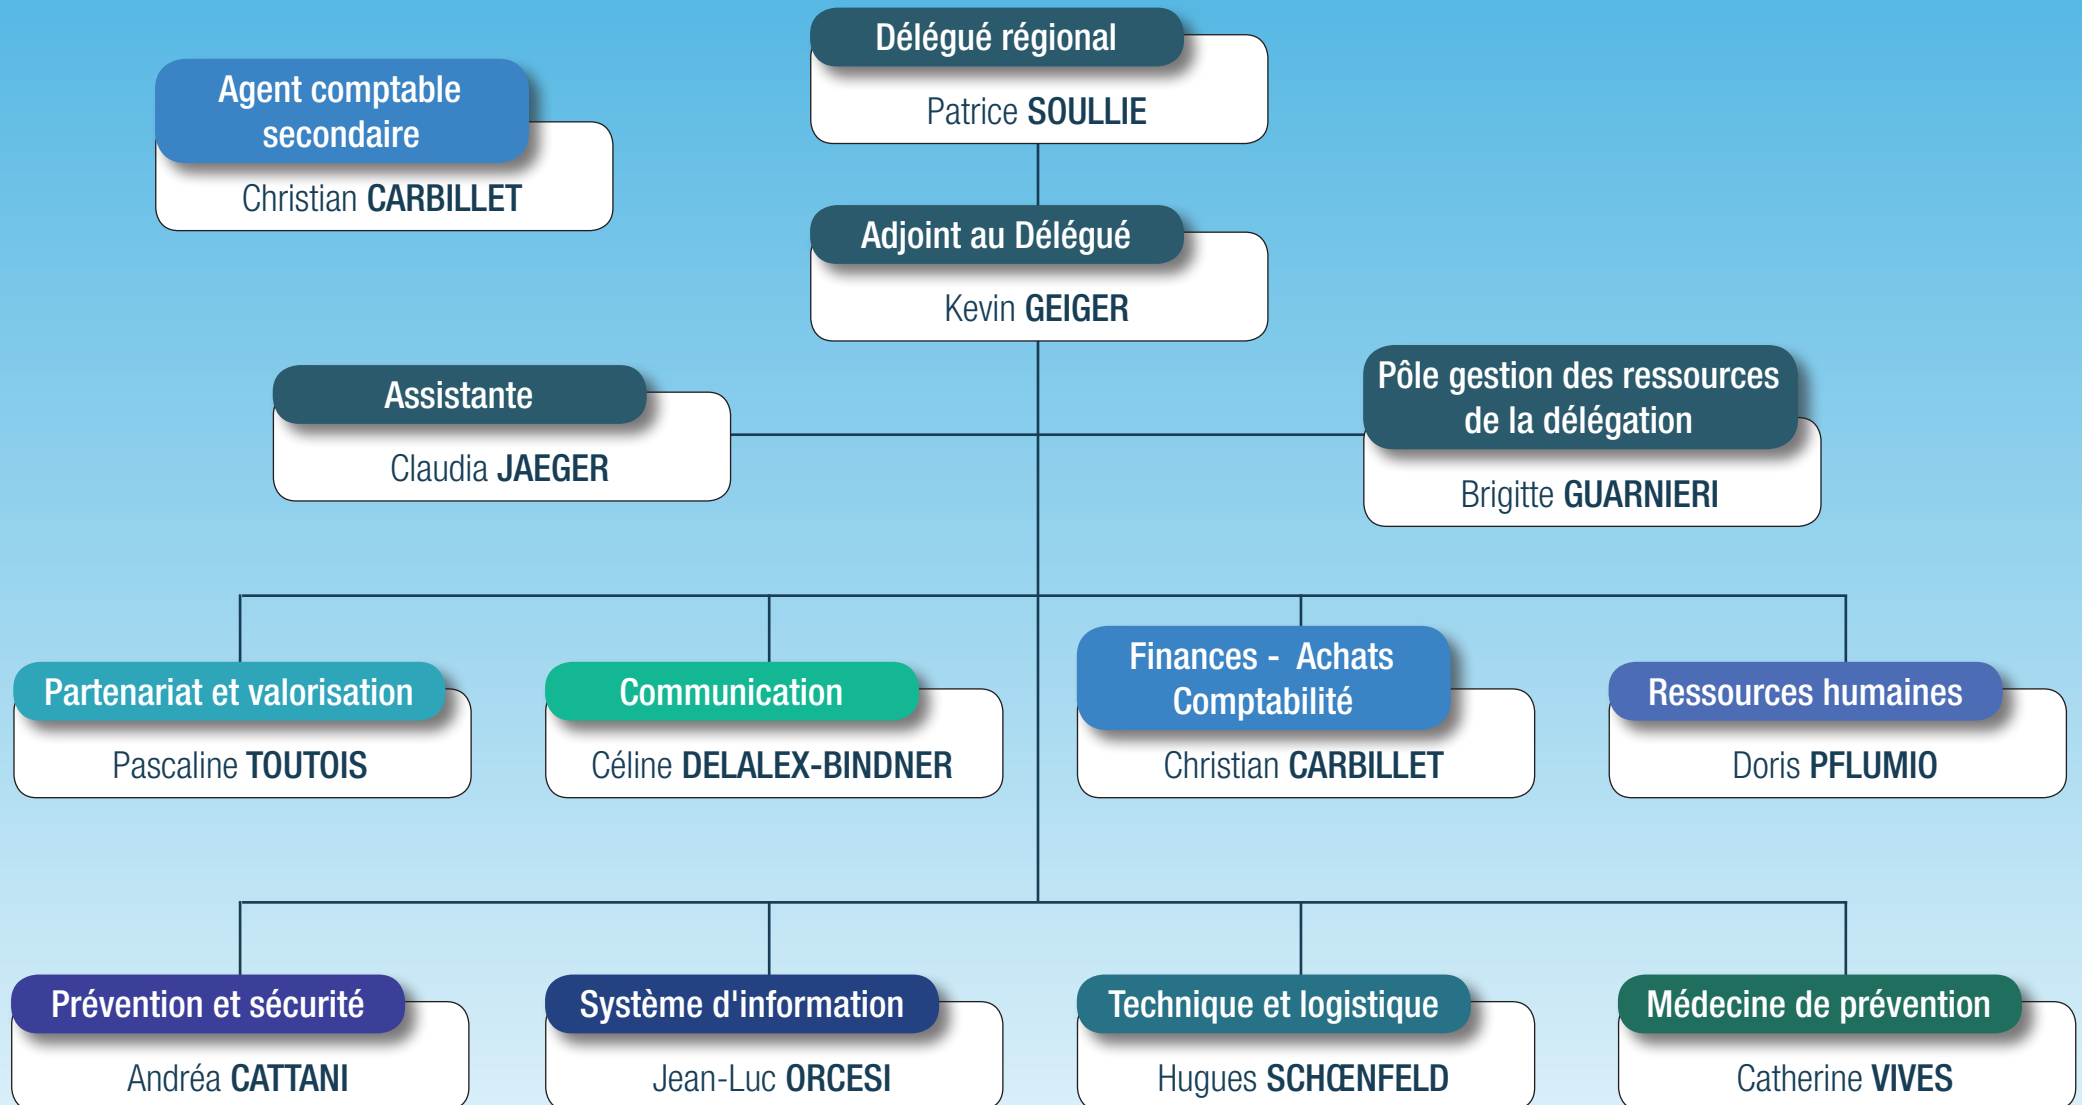 Délégué régional
Patrice SOULLIE
Agent comptable
secondaire
Christian CARBILLET
Adjoint au Délégué
Kevin GEIGER
Assistante
Claudia JAEGER
Pôle gestion des ressources
de la délégation
Brigitte GUARNIERI
Partenariat et valorisation
Pascaline TOUTOIS
Communication
Céline DELALEX-BINDNER
Finances - Achats
Comptabilité
Christian CARBILLET
Ressources humaines
Doris PFLUMIO
Prévention et sécurité
Andréa CATTANI
Système d'information
Jean-Luc ORCESI
Technique et logistique
Hugues SCHŒNFELD
Médecine de prévention
Catherine VIVES